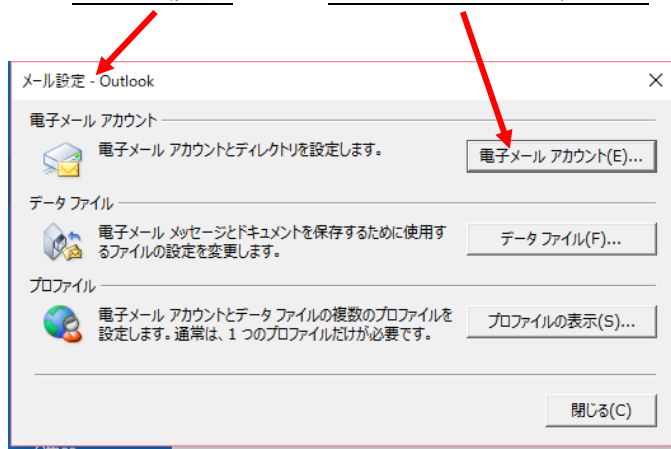 メール設定 - Outlook
電子メール アカウント
電子メール アカウントとディレクトリを設定します。
電子メール アカウント(E)...
データ ファイル
電子メール メッセージとドキュメントを保存するために使用す
るファイルの設定を変更します。
データ ファイル(F)...
プロファイル
電子メール アカウントとデータ ファイルの複数のプロファイルを
設定します。通常は、1 つのプロファイルだけが必要です。
プロファイルの表示(S)...
閉じる(C)